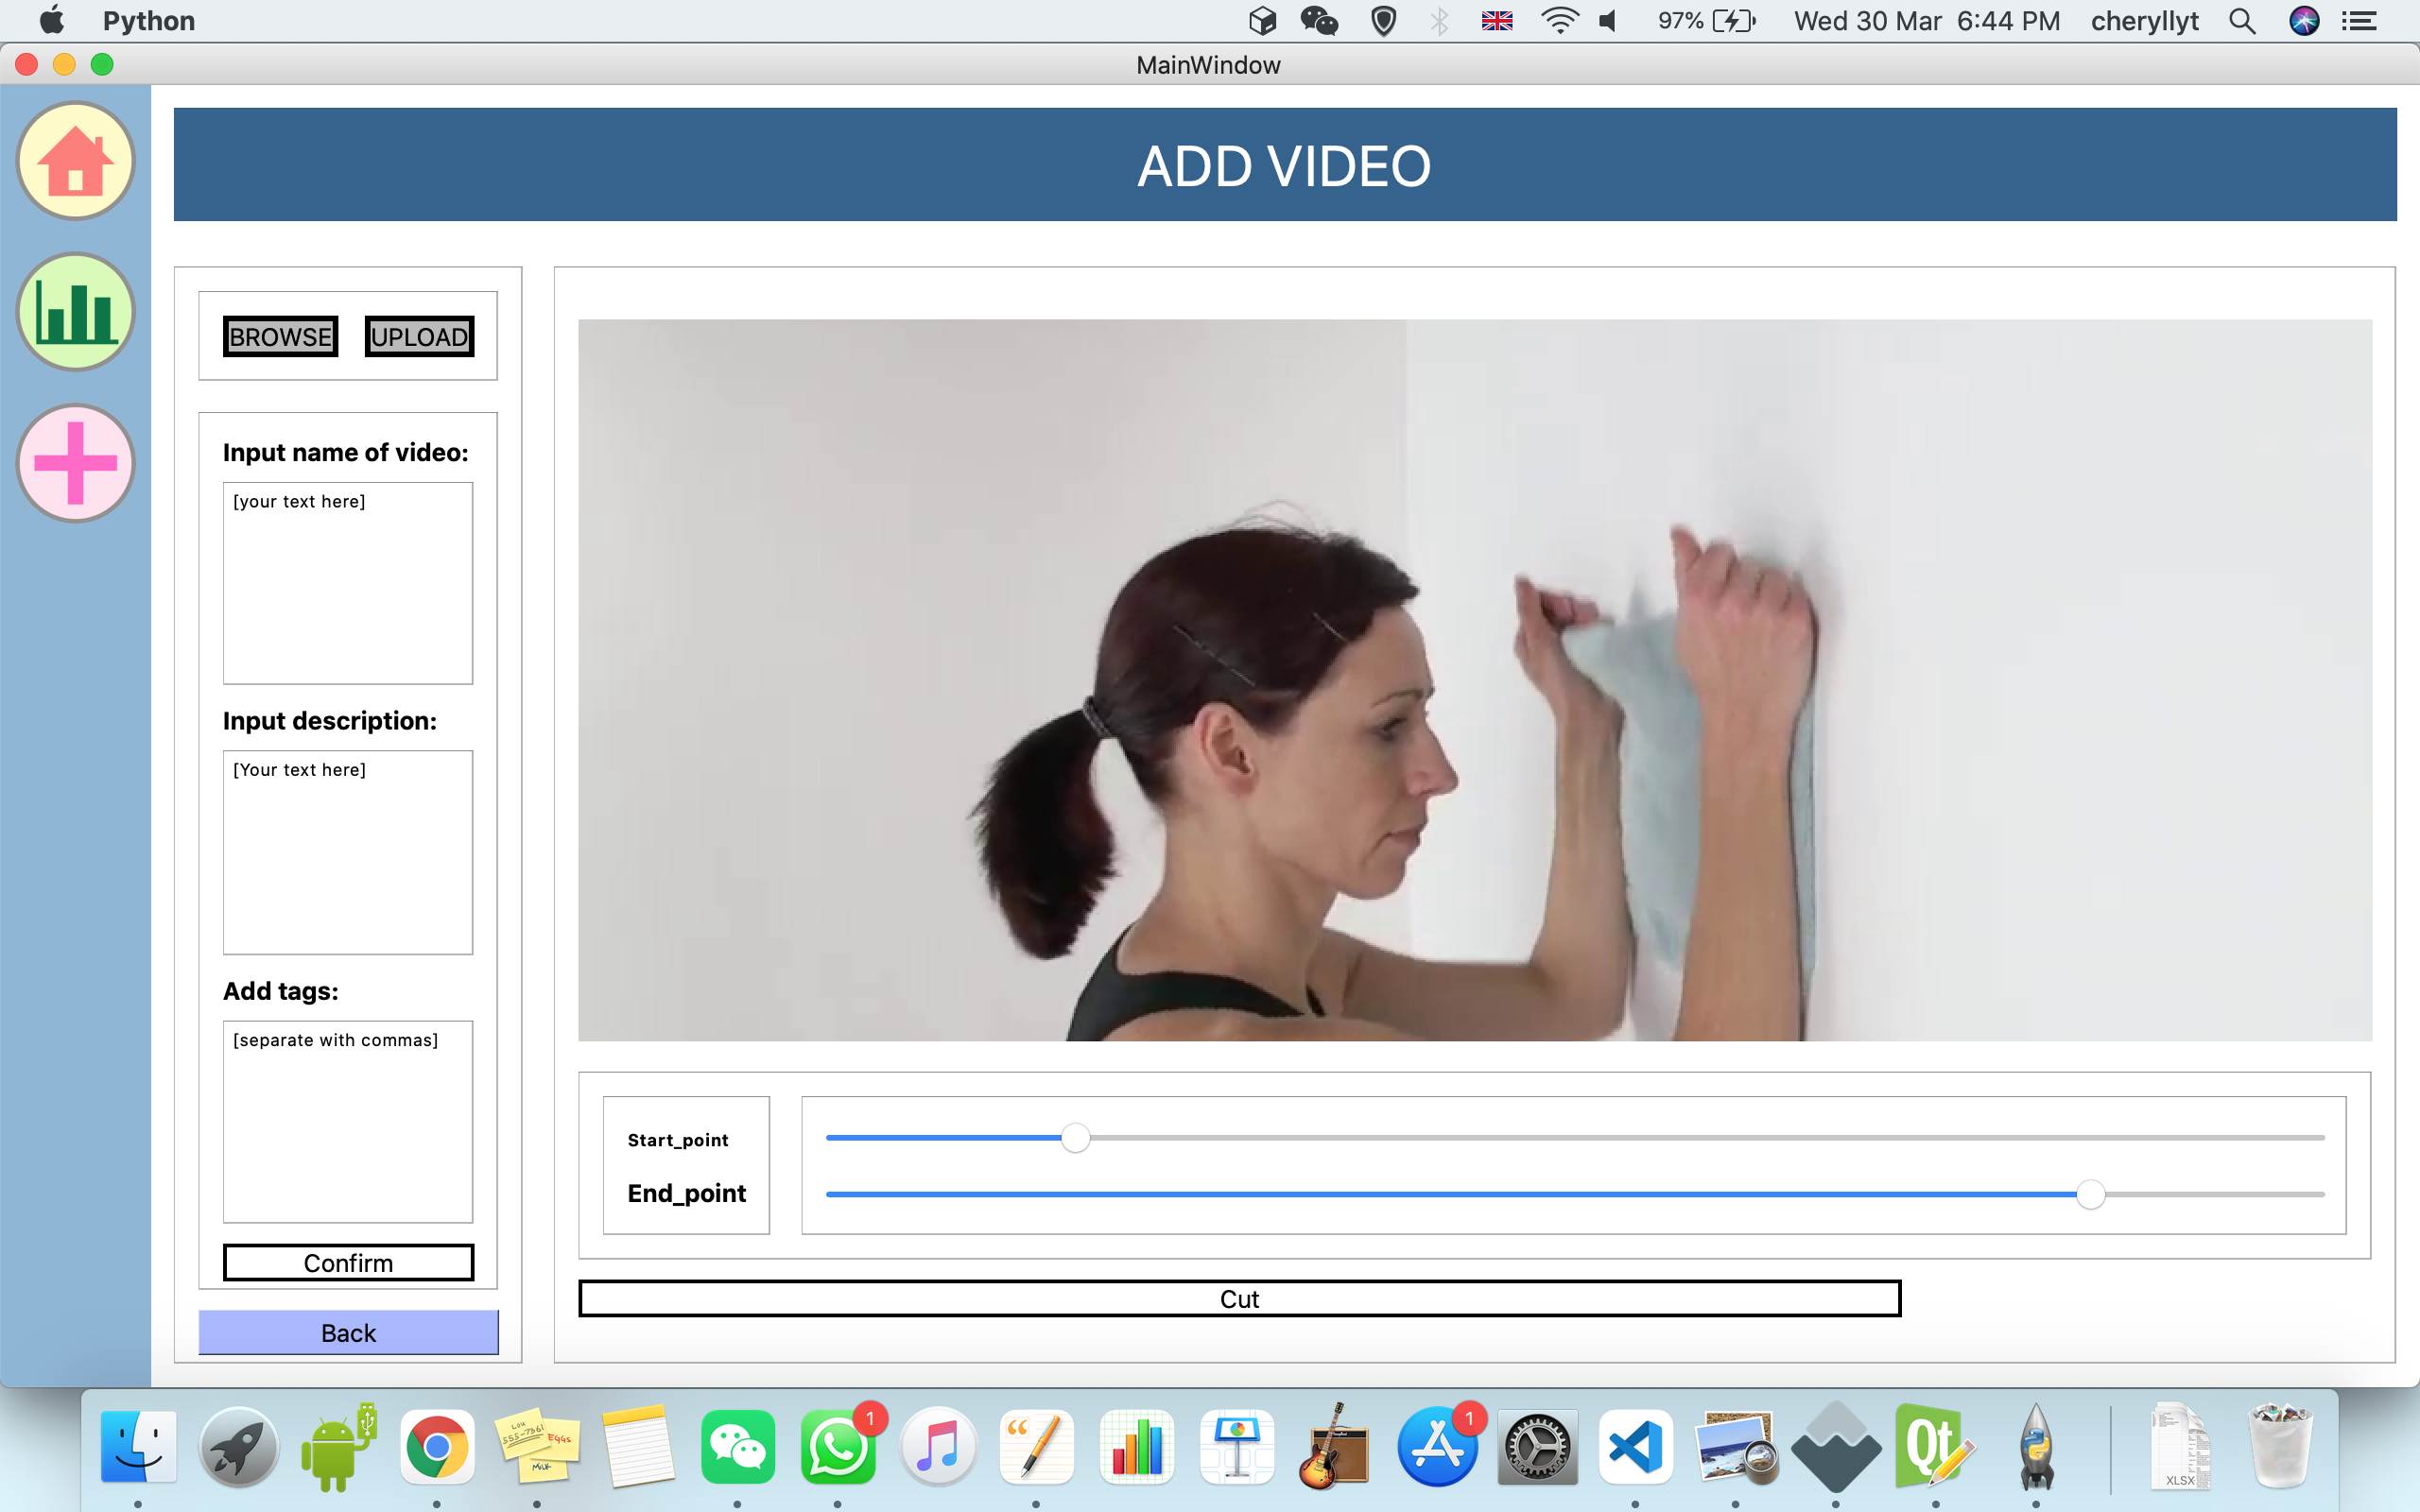 Python
97%
Wed 30 Mar 6:44 PM
cheryllyt
MainWindow
ADD VIDEO
BROWSE
UPLOAD
Input name of video:
[your text here]
Input description:
[Your text here]
Add tags:
[separate with commas]
Confirm
Back
Start_point
End_point
Cut
1
1
Qt
XLSX